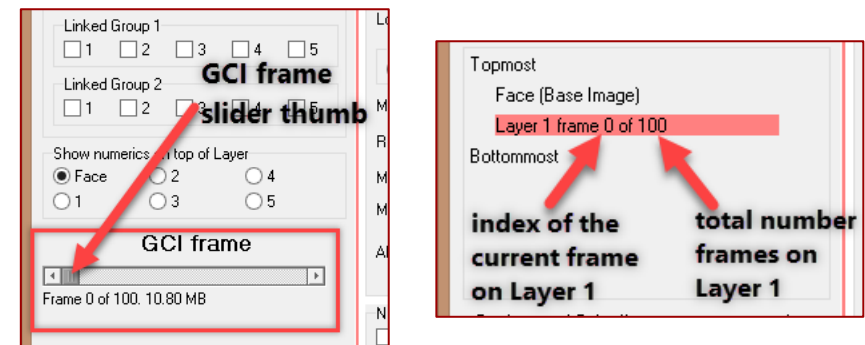 Linked Group 1
1 2 3 4 5
Linked Group 2
1 2 3 4 5
GCI frame
slider thumb
Show numerics on top of Layer
Face 2 4
1 3 5
GCI frame
Frame 0 of 100. 10.80 MB
M
R
M
M
N
Topmost
Face (Base Image)
Layer 1 frame 0 of 100
Bottommost
index of the
current frame
on Layer 1
total number
frames on
Layer 1